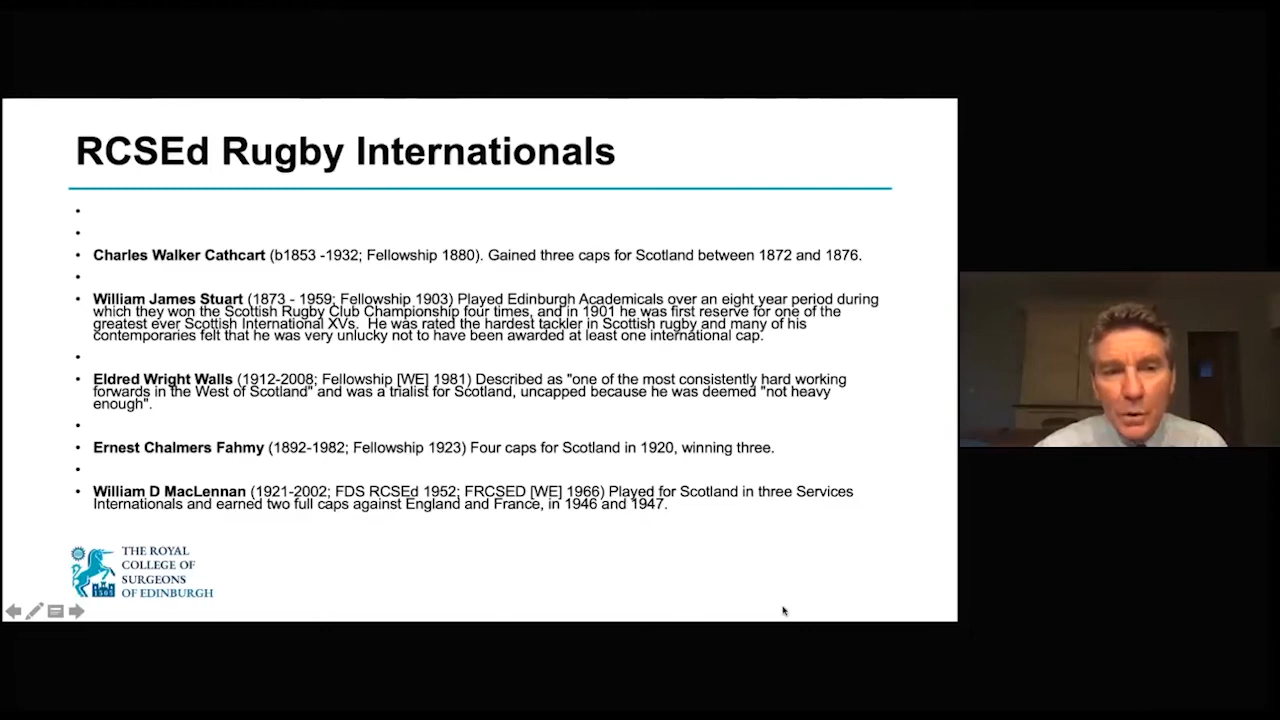 RCSEd Rugby Internationals
• Charles Walker Cathcart (b1853 -1932; Fellowship 1880). Gained three caps for Scotland between 1872 and 1876.
• William James Stuart (1873 - 1959; Fellowship 1903) Played Edinburgh Academicals over an eight year period during
which they won the Scottish Rugby Club Championship four times, and in 1901 he was first reserve for one of the
greatest ever Scottish International XVs. He was rated the hardest tackler in Scottish rugby and many of his
contemporaries felt that he was very unlucky not to have been awarded at least one international cap.
• Eldred Wright Walls (1912-2008; Fellowship [WE] 1981) Described as "one of the most consistently hard working
forwards in the West of Scotland" and was a trialist for Scotland, uncapped because he was deemed "not heavy
enough".
• Ernest Chalmers Fahmy (1892-1982; Fellowship 1923) Four caps for Scotland in 1920, winning three.
• William D MacLennan (1921-2002; FDS RCSEd 1952; FRCSED [WE] 1966) Played for Scotland in three Services
Internationals and earned two full caps against England and France, in 1946 and 1947.
THE ROYAL
COLLEGE OF
SURGEONS
OF EDINBURGH